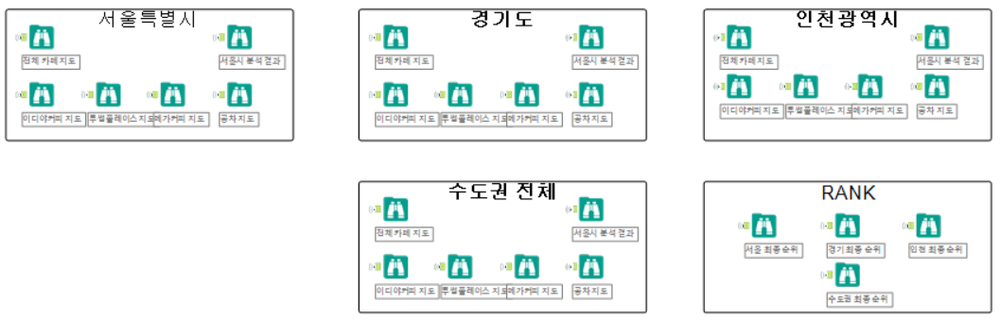 서울특별시
전체 카페 지도
서울시 분석 결과
이디야커피 지도
투썸플레이스 지도
메가커피 지도
공차 지도
경기도
전체 카페 지도
서울시 분석 결과
이디야커피 지도
투썸플레이스 지도
메가커피 지도
공차 지도
인천광역시
전체 카페 지도
서울시 분석 결과
이디야커피 지도
투썸플레이스 지도
메가커피 지도
공차 지도
수도권 전체
전체 카페 지도
서울시 분석 결과
이디야커피 지도
투썸플레이스 지도
메가커피 지도
공차 지도
RANK
서울 최종 순위
경기 최종 순위
인천 최종 순위
수도권 최종 순위